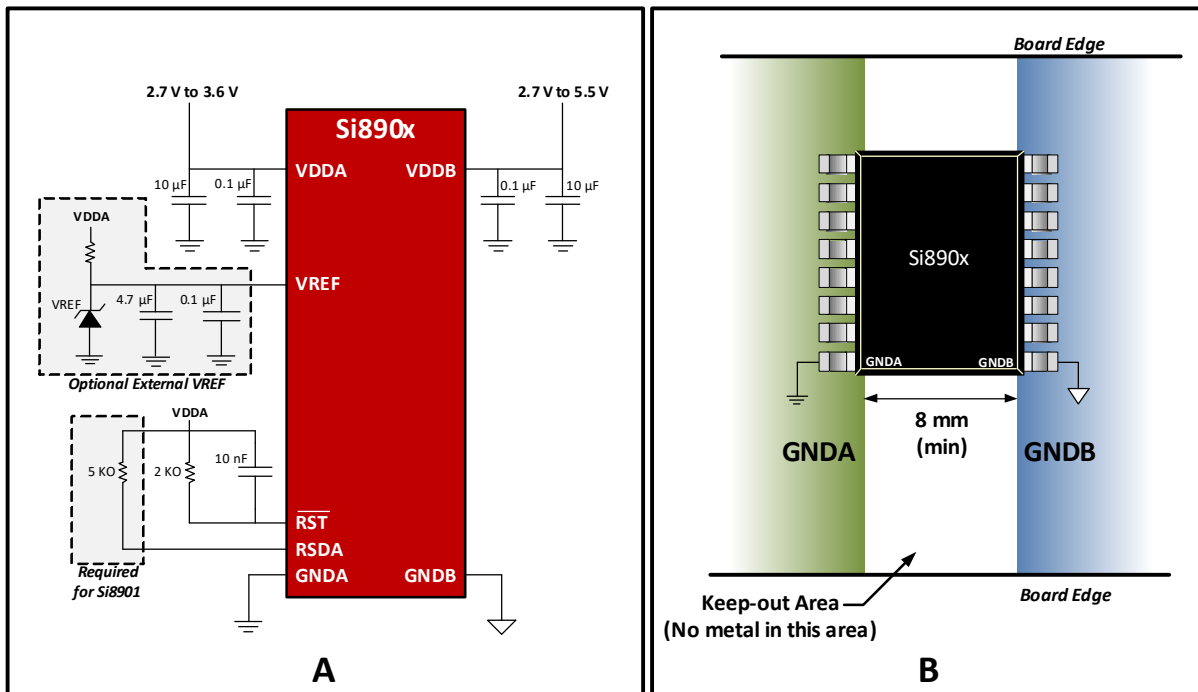 2.7 V to 3.6 V
2.7 V to 5.5 V
Si890x
VDDA
VDDB
10 µF
0.1 µF
0.1 µF
10 µF
VDDA
VREF
VREF
4.7 µF
0.1 µF
Optional External VREF
VDDA
5 KO
2 KO
10 nF
RST
RSDA
GNDA
GNDB
Required
for Si8901
A
Board Edge
Si890x
GNDA
GNDB
8 mm
(min)
GNDA
GNDB
Board Edge
Keep-out Area
(No metal in this area)
B